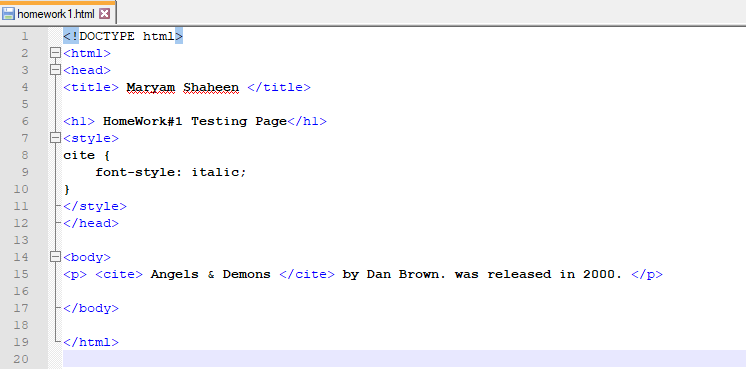 homework1.html
1 <!DOCTYPE html>
2 <html>
3 <head>
4 <title> Maryam Shaheen </title>
5
6 <h1> HomeWork#1 Testing Page</h1>
7 <style>
8 cite {
9     font-style: italic;
10 }
11 </style>
12 </head>
13
14 <body>
15 <p> <cite> Angels & Demons </cite> by Dan Brown. was released in 2000. </p>
16
17 </body>
18
19 </html>
20